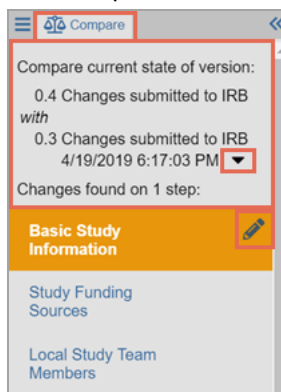 Compare
Compare current state of version:
0.4 Changes submitted to IRB
with
0.3 Changes submitted to IRB
4/19/2019 6:17:03 PM
Changes found on 1 step:
Basic Study
Information
Study Funding
Sources
Local Study Team
Members